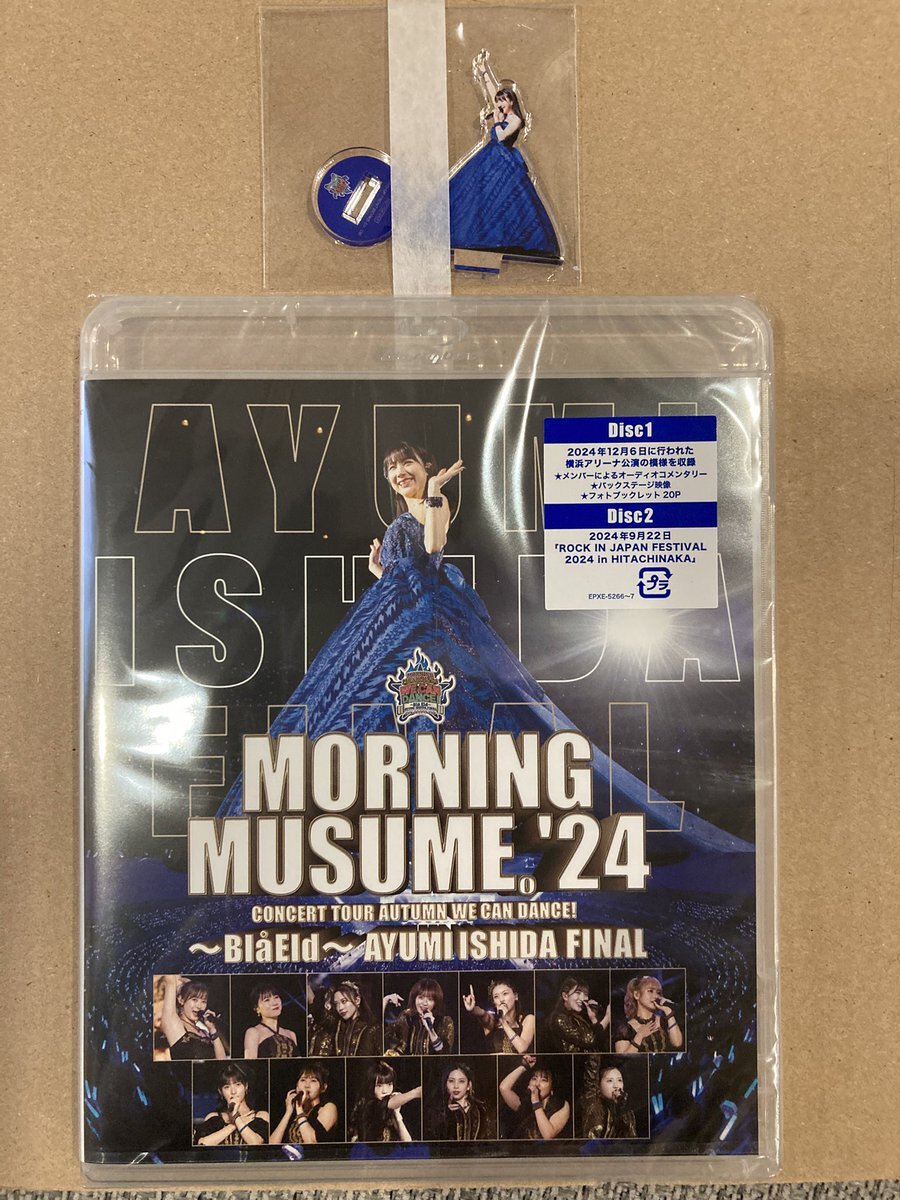 AYUMI
ISHIDA
FINAL
Disc1
2024年12月6日に行われた
横浜アリーナ公演の模様を収録
★メンバーによるオーディオコメンタリー
★バックステージ映像
★フォトブックレット 20P
Disc2
2024年9月22日
「ROCK IN JAPAN FESTIVAL
2024 in HITACHINAKA」
プラ
EPXE-5266〜7
WE CAN
DANCE!
MORNING
MUSUME。'24
CONCERT TOUR AUTUMN WE CAN DANCE!
〜BlåEld〜 AYUMI ISHIDA FINAL